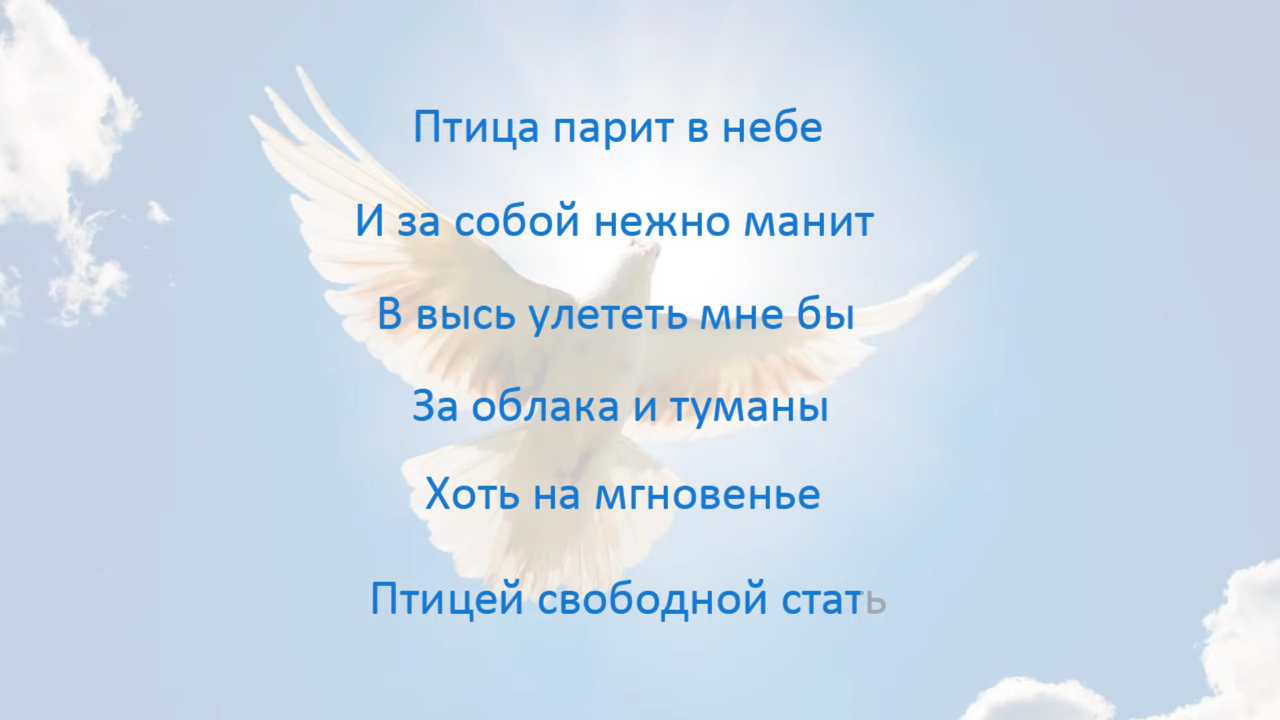 Птица парит в небе
И за собой нежно манит
В высь улететь мне бы
За облака и туманы
Хоть на мгновенье
Птицей свободной стать